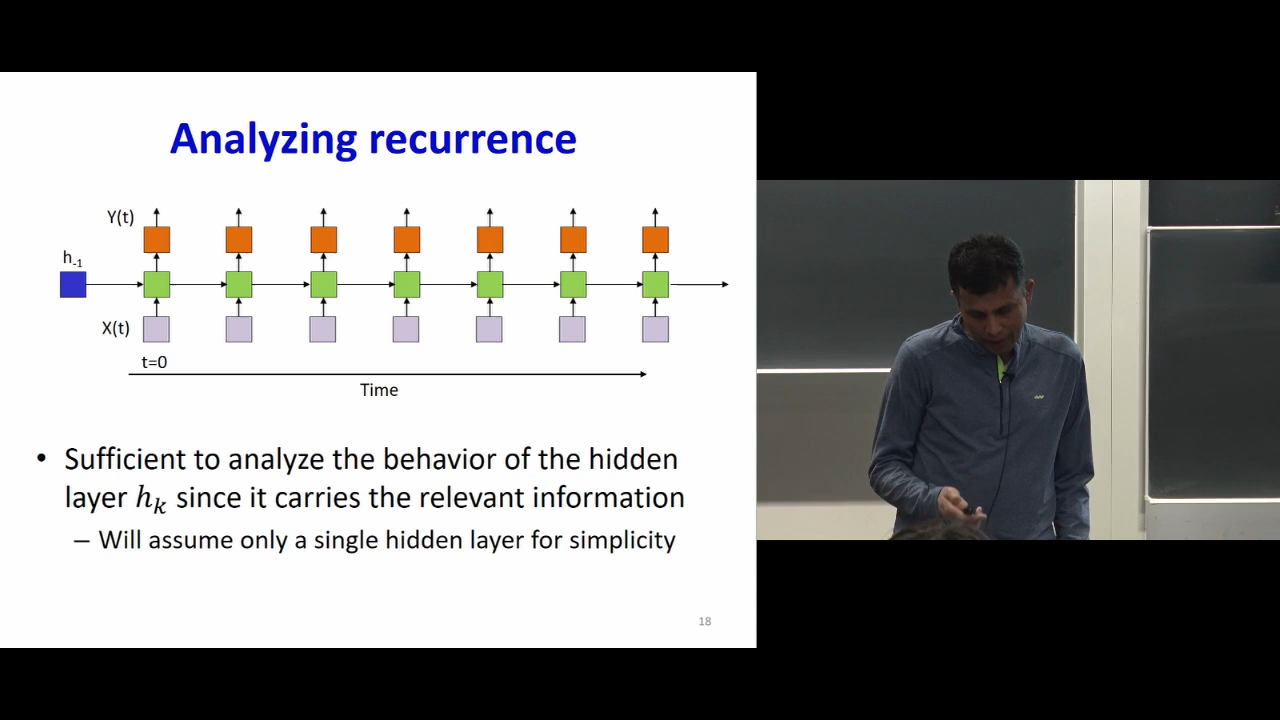 Analyzing recurrence
Y(t)
h-1
X(t)
t=0
Time
• Sufficient to analyze the behavior of the hidden
layer hk since it carries the relevant information
– Will assume only a single hidden layer for simplicity
18